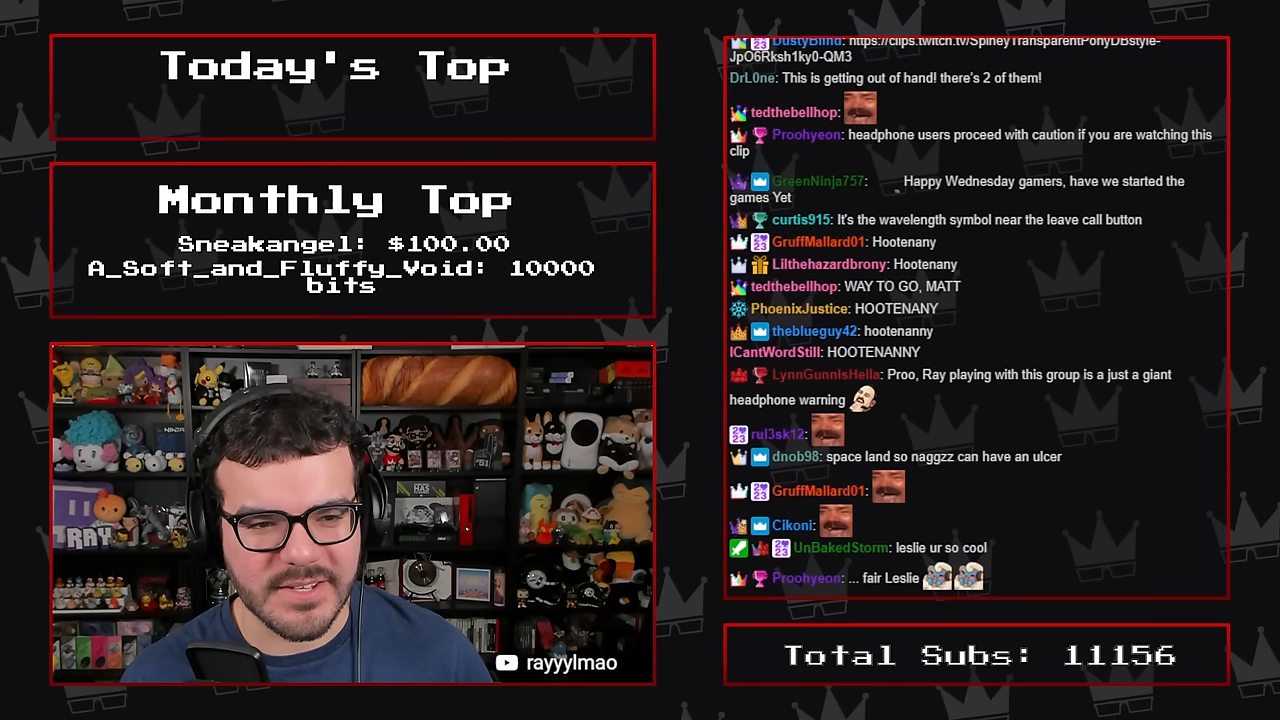 Today's Top
Monthly Top
Sneakangel: $100.00
A_Soft_and_Fluffy_Void: 10000
bits
NINJA
RAY
HAS
rayyylmao
DustyBlind: https://clips.twitch.tv/SpineyTransparentPonyDBstyle-
JpO6Rksh1ky0-QM3
DrL0ne: This is getting out of hand! there's 2 of them!
tedthebellhop:
Proohyeon: headphone users proceed with caution if you are watching this
clip
GreenNinja757: Happy Wednesday gamers, have we started the
games Yet
curtis915: It's the wavelength symbol near the leave call button
GruffMallard01: Hootenany
Lilthehazardbrony: Hootenany
tedthebellhop: WAY TO GO, MATT
PhoenixJustice: HOOTENANY
theblueguy42: hootenanny
ICantWordStill: HOOTENANNY
LynnGunnIsHella: Proo, Ray playing with this group is a just a giant
headphone warning
rul3sk12:
dnob98: space land so naggzz can have an ulcer
GruffMallard01:
Cikoni:
UnBakedStorm: leslie ur so cool
Proohyeon: ... fair Leslie
Total Subs: 11156